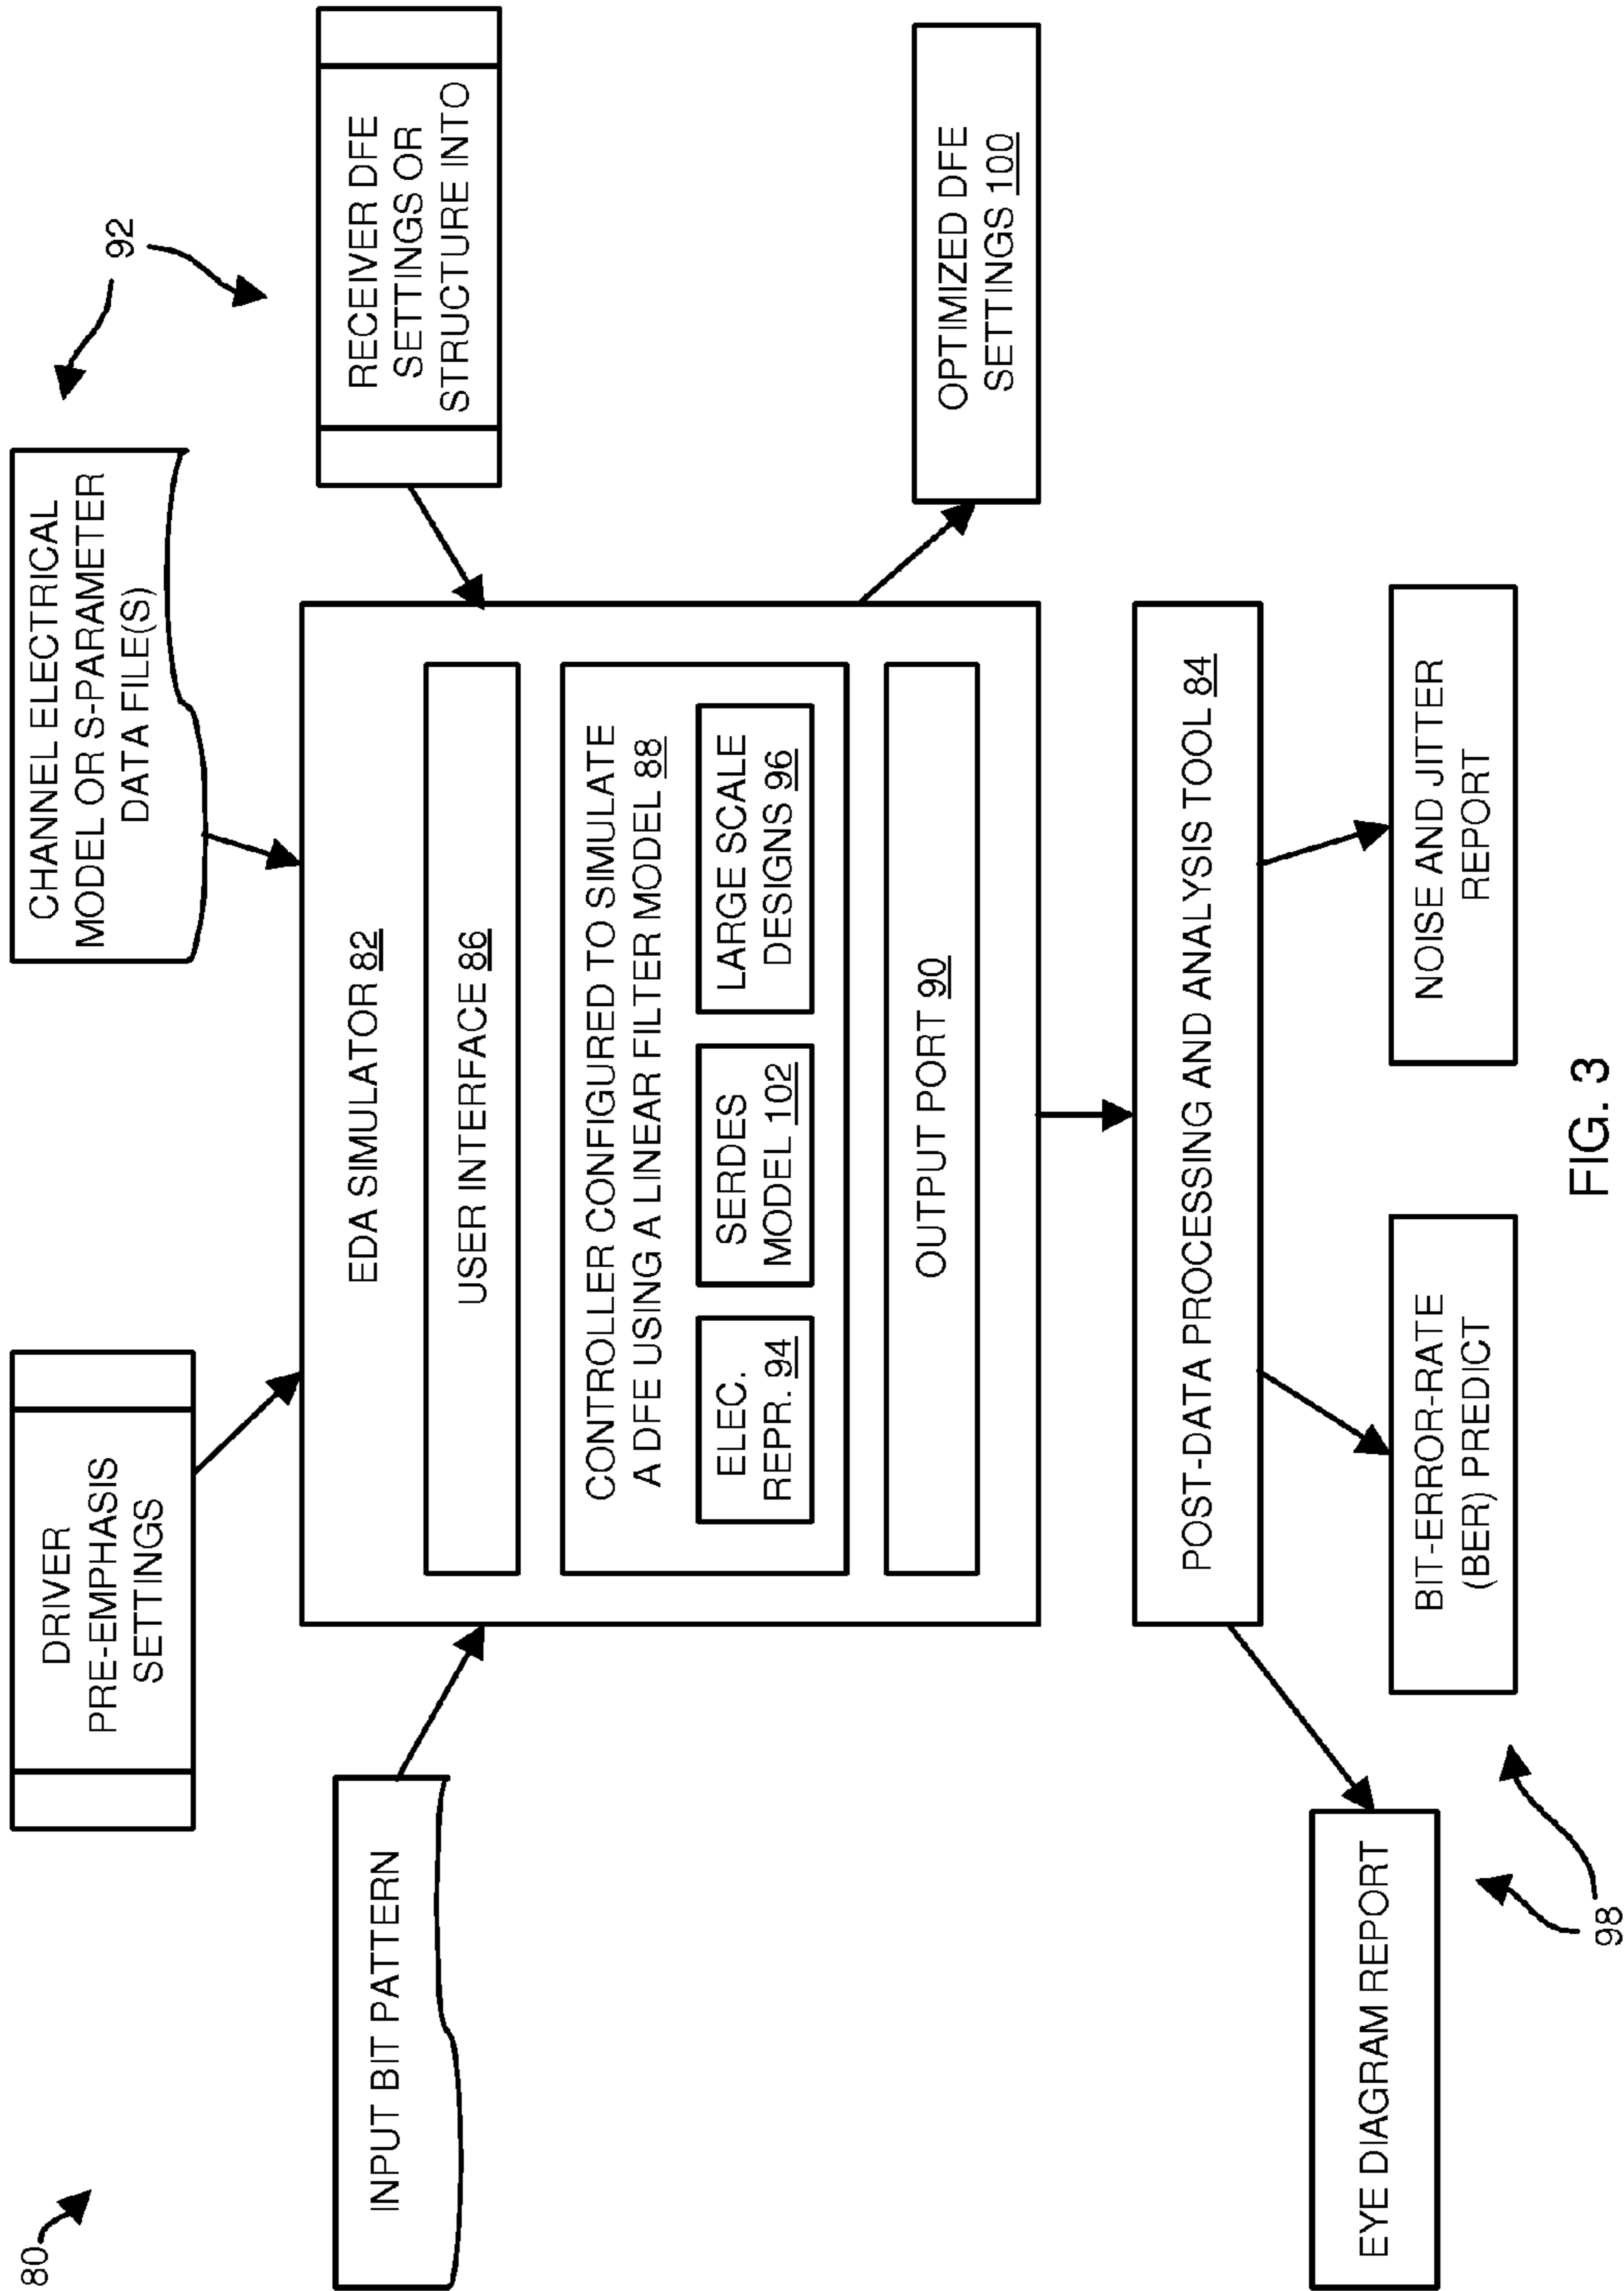 80
DRIVER
PRE-EMPHASIS
SETTINGS
CHANNEL ELECTRICAL
MODEL OR S-PARAMETER
DATA FILE(S)
92
INPUT BIT PATTERN
RECEIVER DFE
SETTINGS OR
STRUCTURE INTO
EDA SIMULATOR 82
USER INTERFACE 86
CONTROLLER CONFIGURED TO SIMULATE
A DFE USING A LINEAR FILTER MODEL 88
ELEC.
REPR. 94
SERDES
MODEL 102
LARGE SCALE
DESIGNS 96
OUTPUT PORT 90
OPTIMIZED DFE
SETTINGS 100
POST-DATA PROCESSING AND ANALYSIS TOOL 84
EYE DIAGRAM REPORT
BIT-ERROR-RATE
(BER) PREDICT
NOISE AND JITTER
REPORT
98
FIG. 3